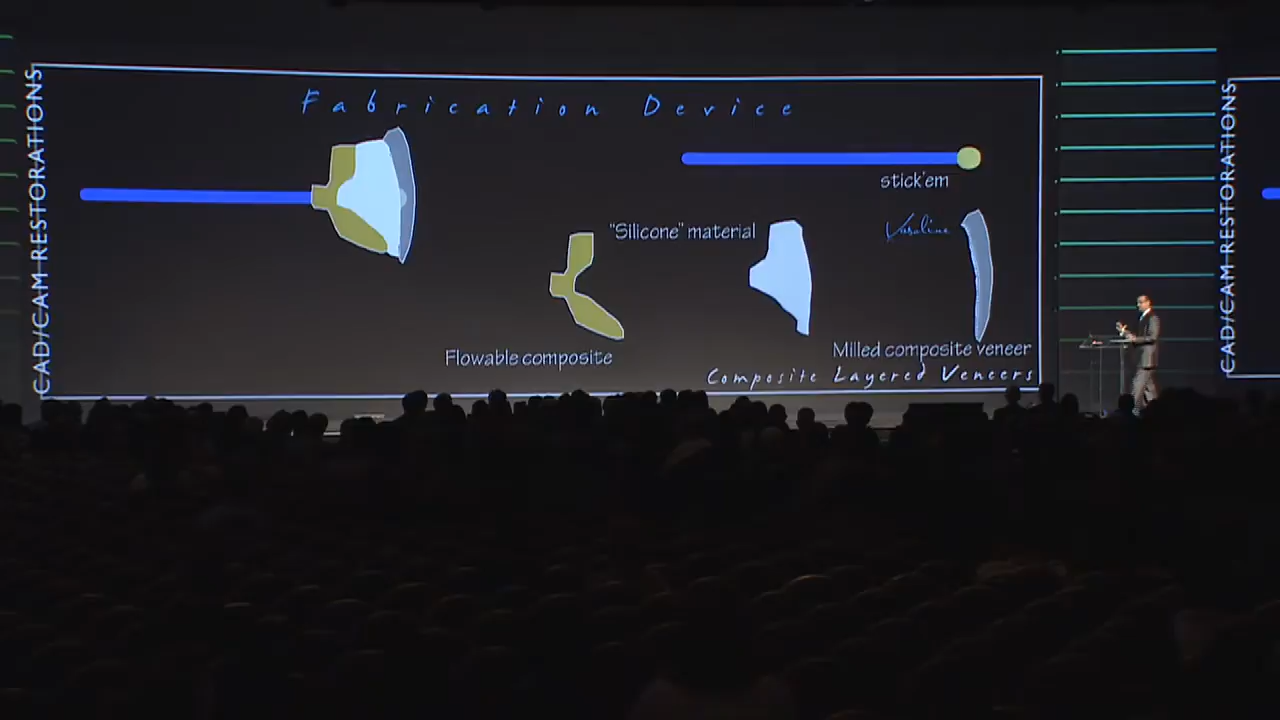 CAD/CAM RESTORATIONS
Fabrication Device
stick'em
"Silicone" material
Vaseline
Flowable composite
Milled composite veneer
Composite Layered Veneers
CAD/CAM RESTORATIONS